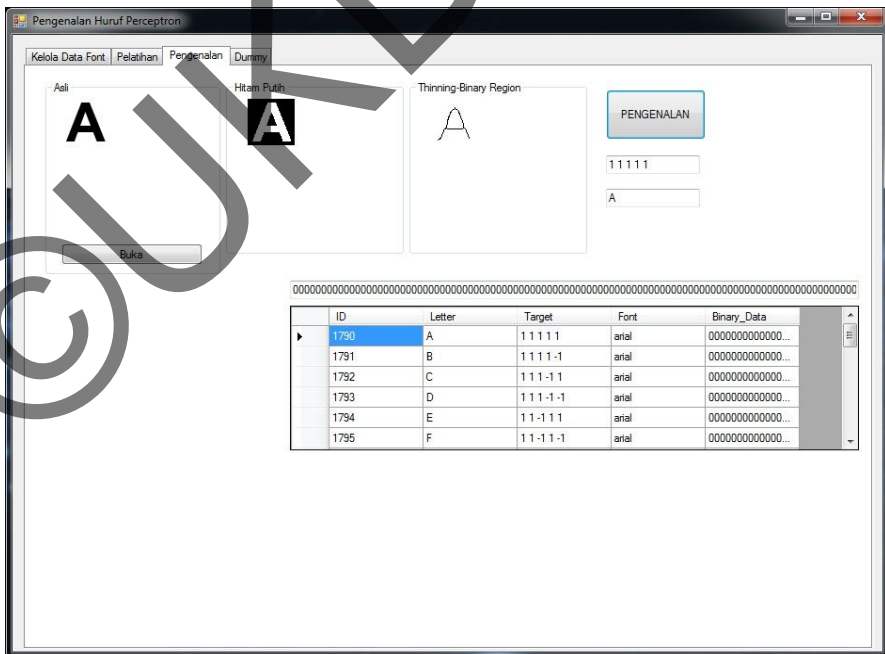 Pengenalan Huruf Perceptron
Kelola Data Font Pelatihan Pengenalan Dummy
Asli
A
Buka
Hitam Putih
A
Thinning-Binary Region
A
PENGENALAN
1 1 1 1 1
A
ID Letter Target Font Binary_Data
1790 A 1 1 1 1 1 arial 0000000000000...
1791 B 1 1 1 1 -1 arial 0000000000000...
1792 C 1 1 1 -1 1 arial 0000000000000...
1793 D 1 1 1 -1 -1 arial 0000000000000...
1794 E 1 1 -1 1 1 arial 0000000000000...
1795 F 1 1 -1 1 -1 arial 0000000000000...
©UKD